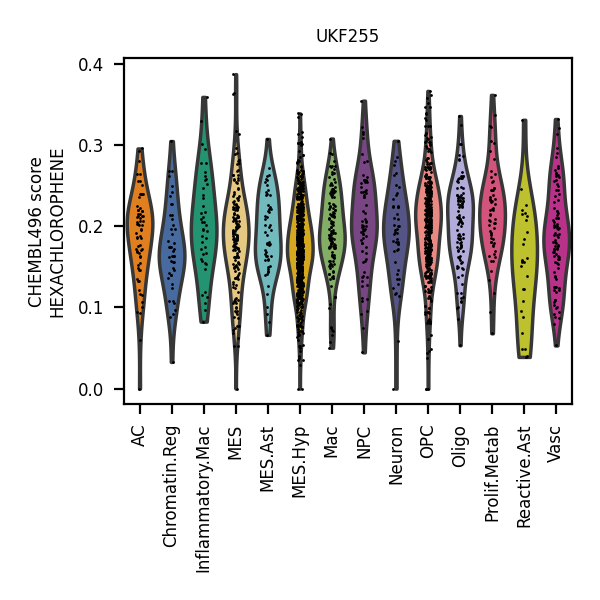 UKF255
CHEMBL496 score
HEXACHLOROPHENE
0.4
0.3
0.2
0.1
0.0
AC
Chromatin.Reg
Inflammatory.Mac
MES
MES.Ast
MES.Hyp
Mac
NPC
Neuron
OPC
Oligo
Prolif.Metab
Reactive.Ast
Vasc